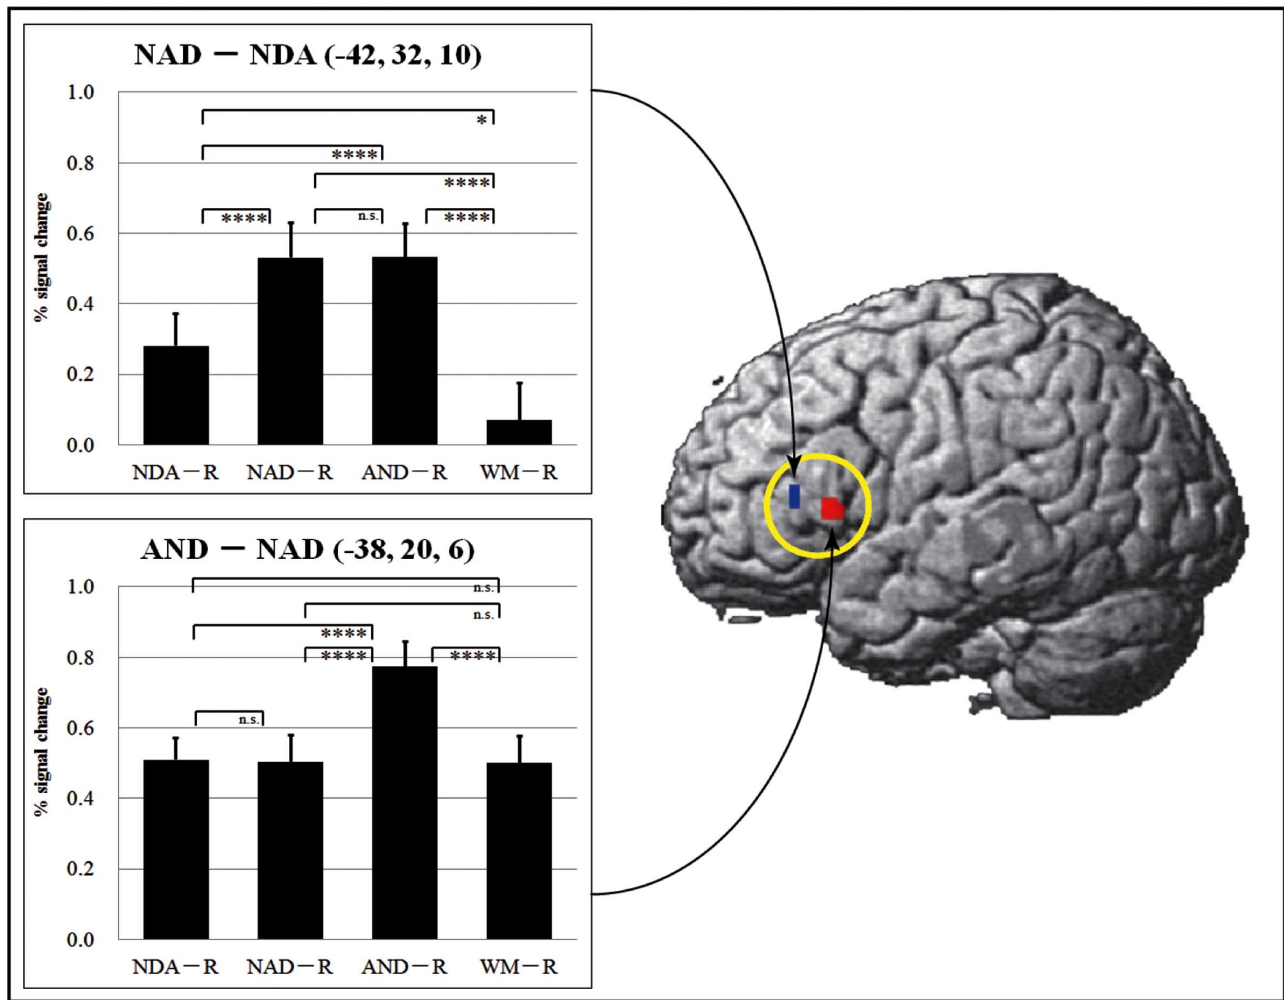 NAD － NDA (-42, 32, 10)
1.0
0.8
0.6
0.4
0.2
0.0
% signal change
*
****
****
****
n.s.
****
NDA－R NAD－R AND－R WM－R
AND － NAD (-38, 20, 6)
1.0
0.8
0.6
0.4
0.2
0.0
% signal change
n.s.
n.s.
****
****
****
n.s.
NDA－R NAD－R AND－R WM－R